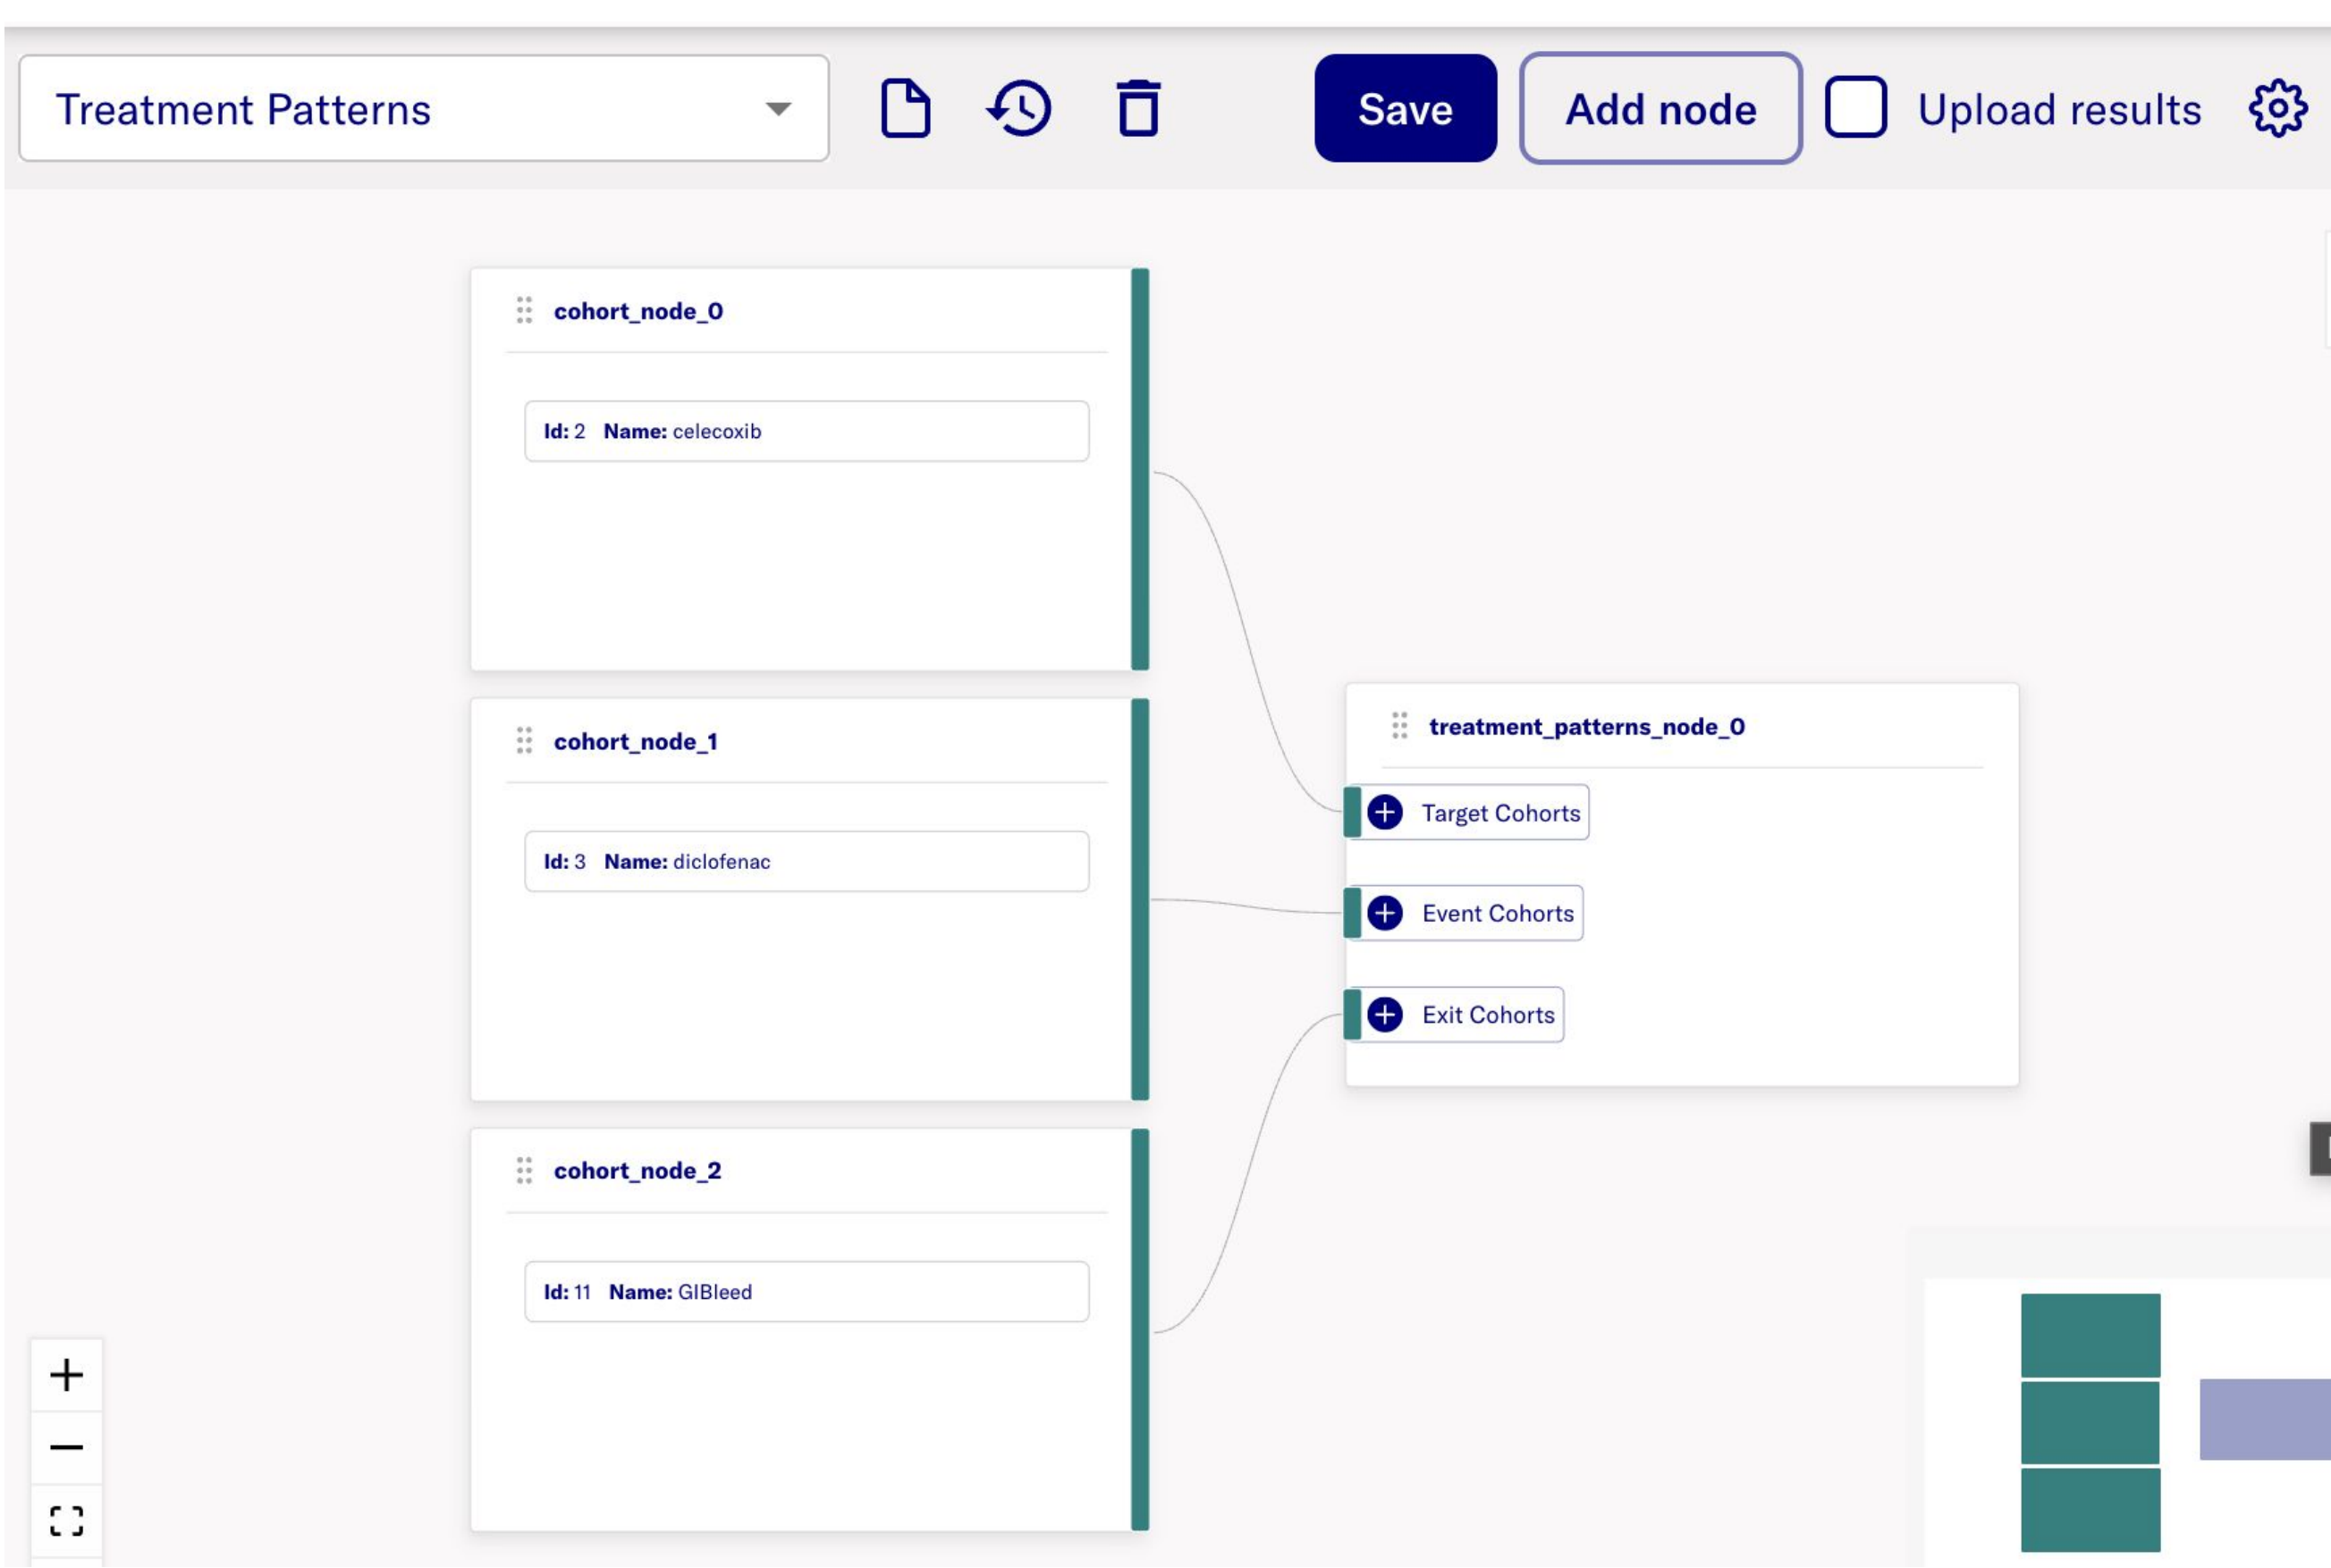 Treatment Patterns
Save
Add node
Upload results
cohort_node_0
Id: 2 Name: celecoxib
cohort_node_1
Id: 3 Name: diclofenac
cohort_node_2
Id: 11 Name: GIBleed
treatment_patterns_node_0
Target Cohorts
Event Cohorts
Exit Cohorts